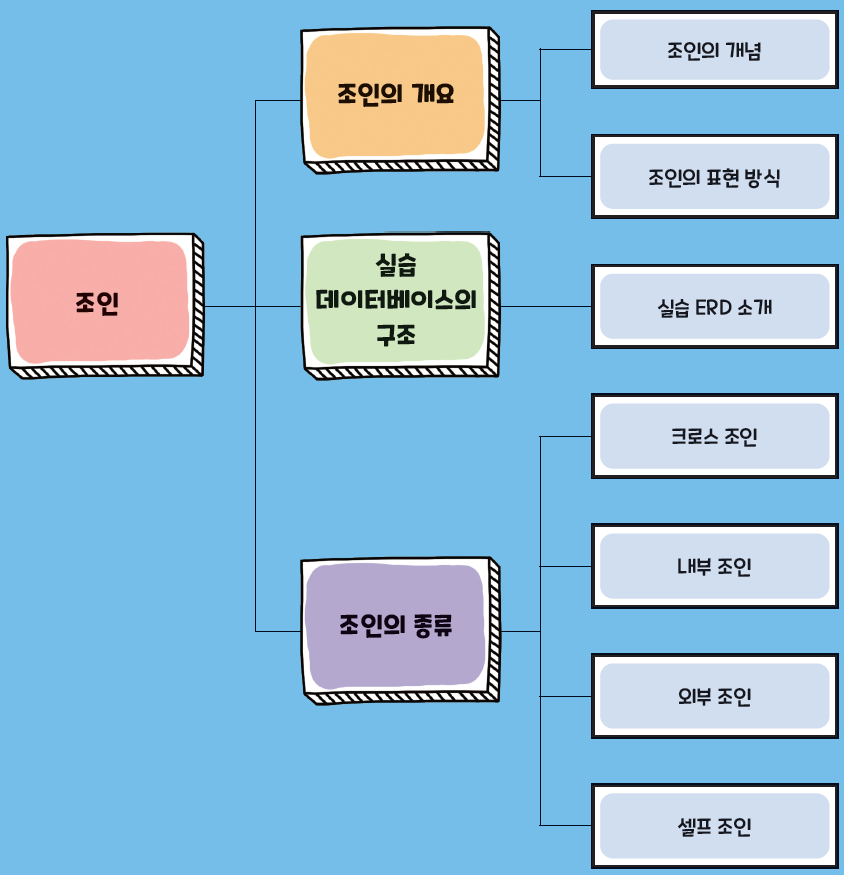 조인
조인의 개요
조인의 개념
조인의 표현 방식
실습
데이터베이스의
구조
실습 ERD 소개
조인의 종류
크로스 조인
내부 조인
외부 조인
셀프 조인